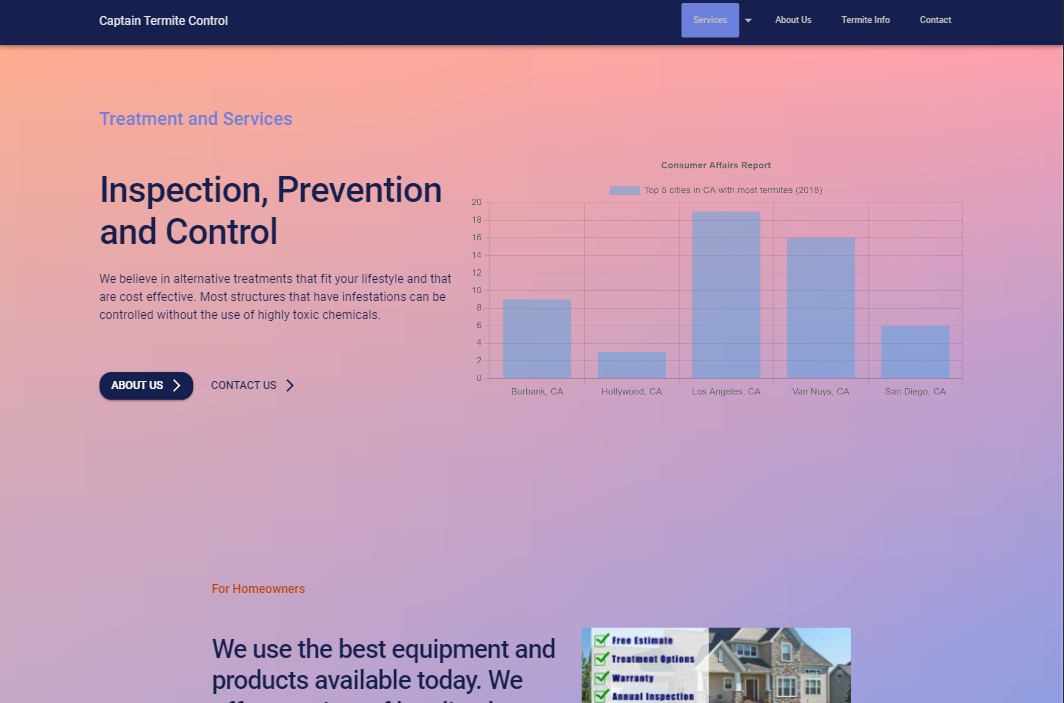 Captain Termite Control
Services
About Us
Termite Info
Contact
Treatment and Services
Inspection, Prevention
and Control
We believe in alternative treatments that fit your lifestyle and that
are cost effective. Most structures that have infestations can be
controlled without the use of highly toxic chemicals.
ABOUT US
CONTACT US
Consumer Affairs Report
Top 5 cities in CA with most termites (2018)
20
18
16
14
12
10
8
6
4
2
0
Burbank, CA
Hollywood, CA
Los Angeles, CA
Van Nuys, CA
San Diego, CA
For Homeowners
We use the best equipment and
products available today. We
Free Estimate
Treatment Options
Warranty
Annual Inspection